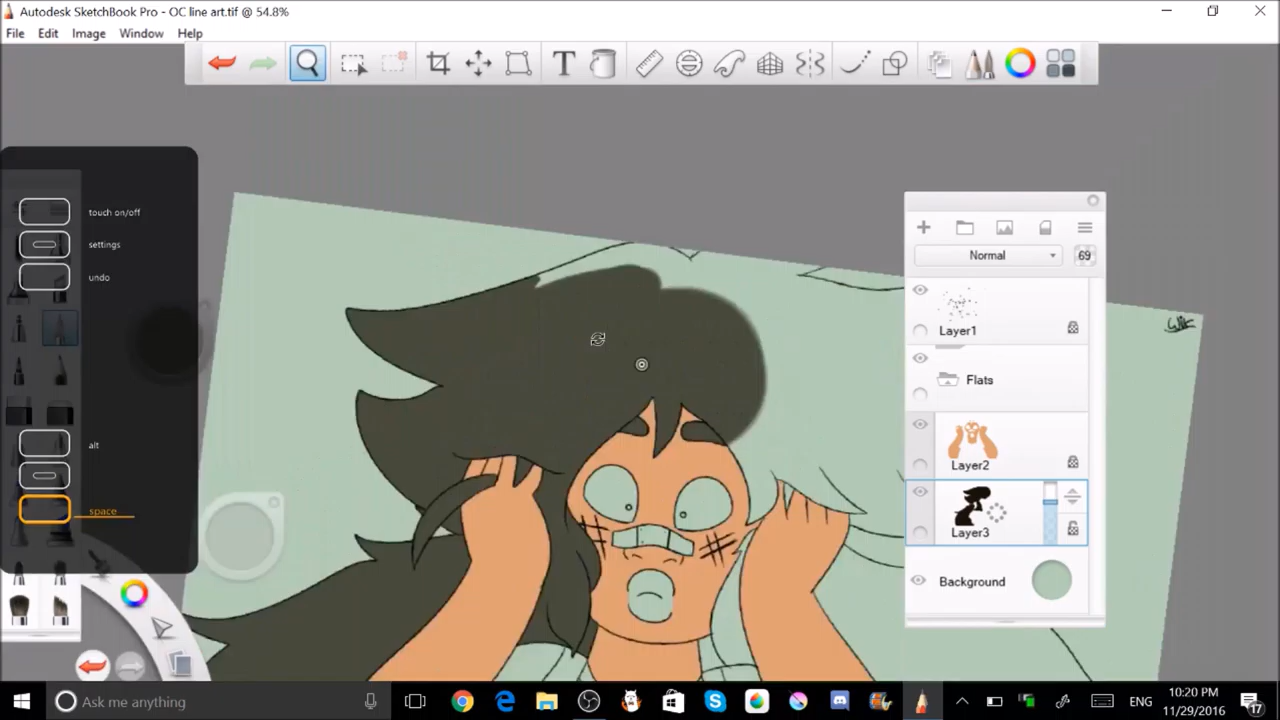 Autodesk SketchBook Pro - OC line art.tif @ 54.8%
File Edit Image Window Help
T
touch on/off
settings
undo
alt
space
Normal
69
Layer1
Flats
Layer2
Layer3
Background
Ask me anything
ENG
10:20 PM
11/29/2016
17